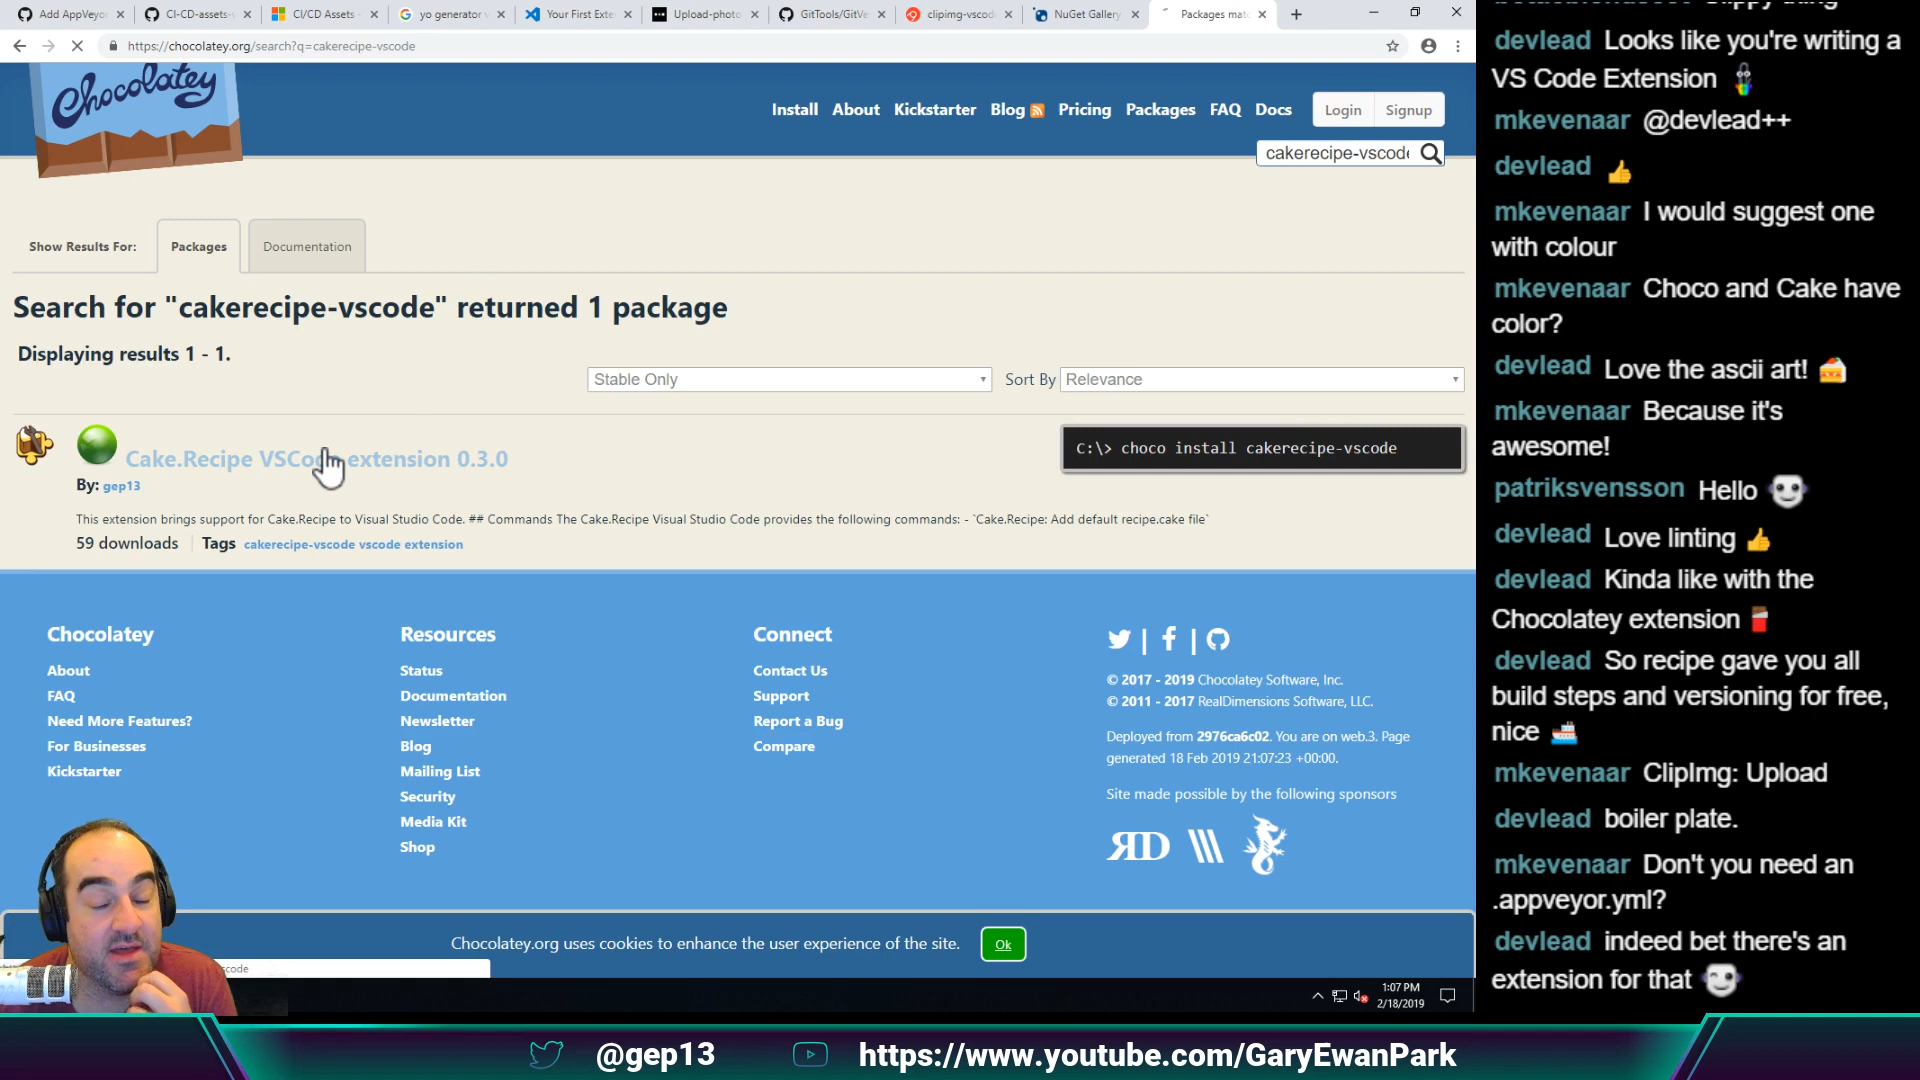 Add AppVeyo
CI-CD-assets-
CI/CD Assets -
yo generator
Your First Exte
Upload-photo
GitTools/GitVe
clipimg-vscod
NuGet Gallery
Packages mat
https://chocolatey.org/search?q=cakerecipe-vscode
Chocolatey
Install
About
Kickstarter
Blog
Pricing
Packages
FAQ
Docs
Login
Signup
cakerecipe-vscode
Show Results For:
Packages
Documentation
Search for "cakerecipe-vscode" returned 1 package
Displaying results 1 - 1.
Stable Only
Sort By
Relevance
Cake.Recipe VSCode extension 0.3.0
C:\> choco install cakerecipe-vscode
By: gep13
This extension brings support for Cake.Recipe to Visual Studio Code. ## Commands The Cake.Recipe Visual Studio Code provides the following commands: - `Cake.Recipe: Add default recipe.cake file`
59 downloads
Tags cakerecipe-vscode vscode extension
Chocolatey
About
FAQ
Need More Features?
For Businesses
Kickstarter
Resources
Status
Documentation
Newsletter
Blog
Mailing List
Security
Media Kit
Shop
Connect
Contact Us
Support
Report a Bug
Compare
© 2017 - 2019 Chocolatey Software, Inc.
© 2011 - 2017 RealDimensions Software, LLC.
Deployed from 2976ca6c02. You are on web.3. Page
generated 18 Feb 2019 21:07:23 +00:00.
Site made possible by the following sponsors
RD
Chocolatey.org uses cookies to enhance the user experience of the site.
Ok
scode
1:07 PM
2/18/2019
devlead Looks like you're writing a
VS Code Extension
mkevenaar @devlead++
devlead
mkevenaar I would suggest one
with colour
mkevenaar Choco and Cake have
color?
devlead Love the ascii art!
mkevenaar Because it's
awesome!
patriksvensson Hello
devlead Love linting
devlead Kinda like with the
Chocolatey extension
devlead So recipe gave you all
build steps and versioning for free,
nice
mkevenaar ClipImg: Upload
devlead boiler plate.
mkevenaar Don't you need an
.appveyor.yml?
devlead indeed bet there's an
extension for that
@gep13
https://www.youtube.com/GaryEwanPark